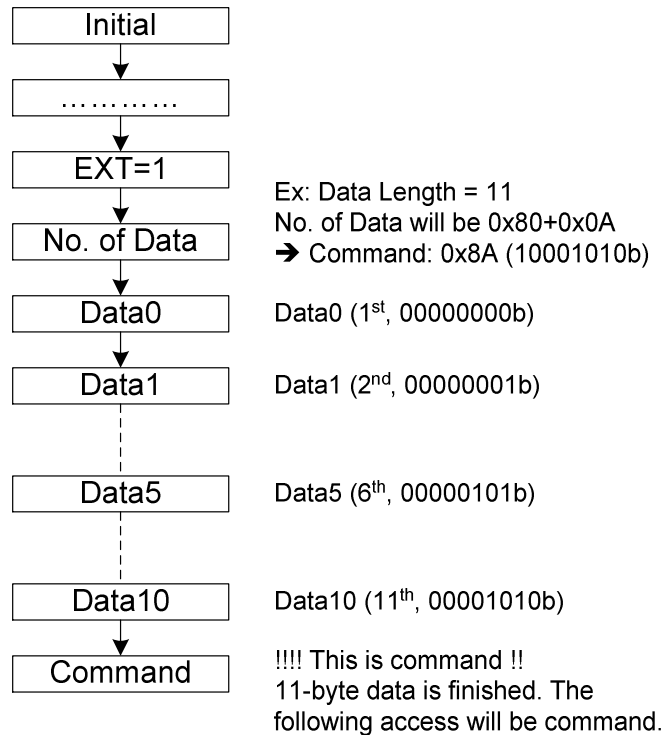 Initial
…………
EXT=1
Ex: Data Length = 11
No. of Data will be 0x80+0x0A
No. of Data
➔ Command: 0x8A (10001010b)
Data0
Data0 (1st, 00000000b)
Data1
Data1 (2nd, 00000001b)
Data5
Data5 (6th, 00000101b)
Data10
Data10 (11th, 00001010b)
Command
!!!! This is command !!
11-byte data is finished. The
following access will be command.